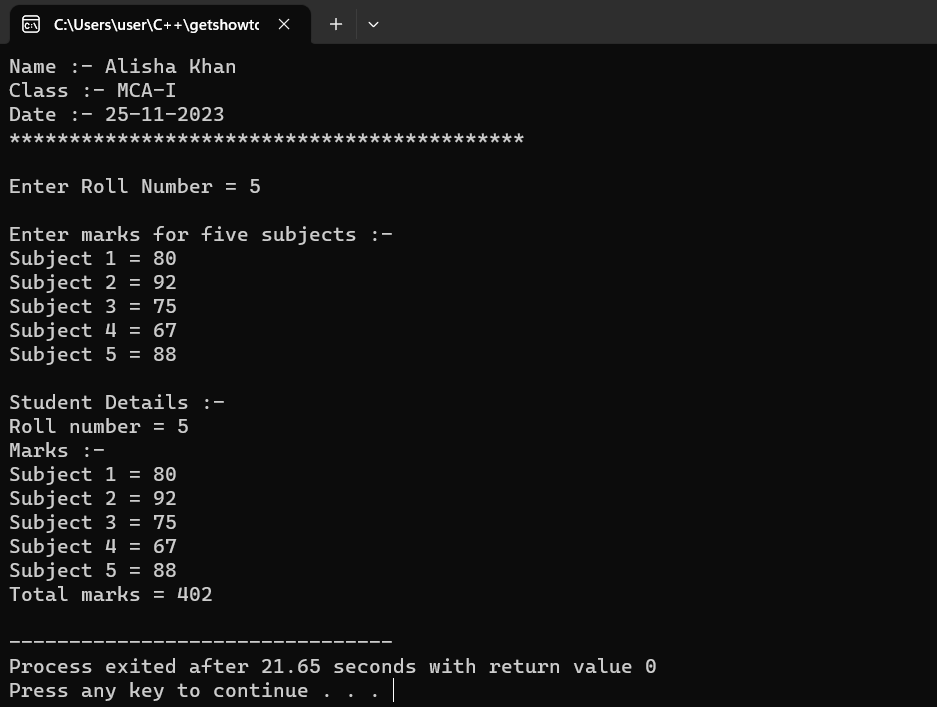 C:\Users\user\C++\getshowtc
Name :- Alisha Khan
Class :- MCA-I
Date :- 25-11-2023
*******************************************
Enter Roll Number = 5
Enter marks for five subjects :-
Subject 1 = 80
Subject 2 = 92
Subject 3 = 75
Subject 4 = 67
Subject 5 = 88
Student Details :-
Roll number = 5
Marks :-
Subject 1 = 80
Subject 2 = 92
Subject 3 = 75
Subject 4 = 67
Subject 5 = 88
Total marks = 402
--------------------------------
Process exited after 21.65 seconds with return value 0
Press any key to continue . . .